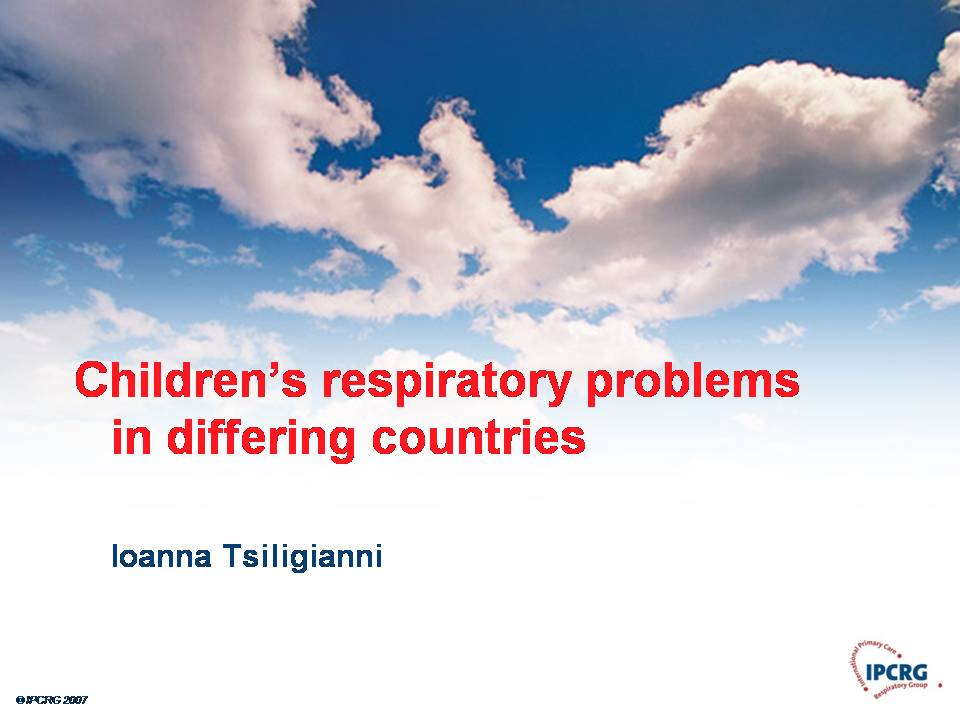 Children's respiratory problems
in differing countries
Ioanna Tsiligianni
International Primary Care
IPCRG
Respiratory Group
© IPCRG 2007